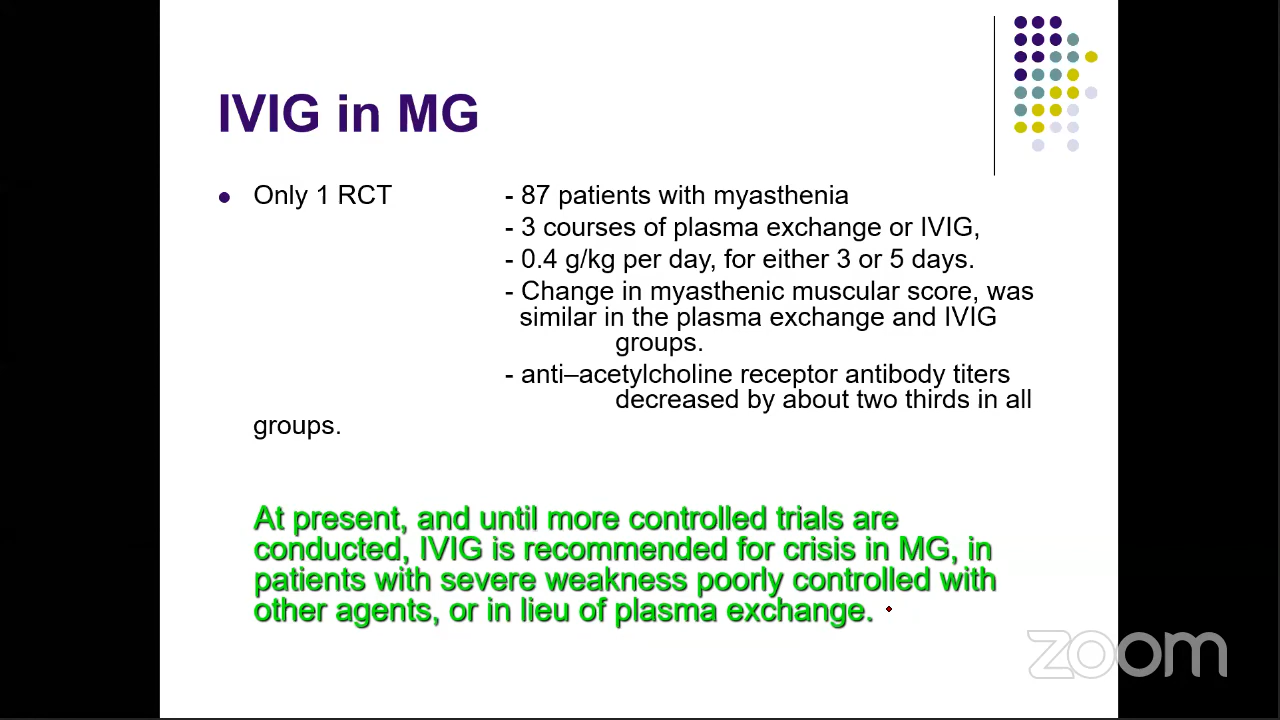 IVIG in MG
Only 1 RCT - 87 patients with myasthenia
- 3 courses of plasma exchange or IVIG,
- 0.4 g/kg per day, for either 3 or 5 days.
- Change in myasthenic muscular score, was
similar in the plasma exchange and IVIG
groups.
- anti–acetylcholine receptor antibody titers
decreased by about two thirds in all
groups.
At present, and until more controlled trials are
conducted, IVIG is recommended for crisis in MG, in
patients with severe weakness poorly controlled with
other agents, or in lieu of plasma exchange.
zoom